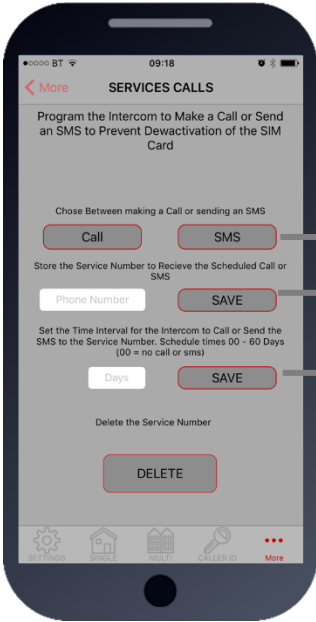 BT 09:18
More SERVICES CALLS
Program the Intercom to Make a Call or Send
an SMS to Prevent Dewactivation of the SIM
Card
Chose Between making a Call or sending an SMS
Call SMS
Store the Service Number to Recieve the Scheduled Call or
SMS
Phone Number SAVE
Set the Time Interval for the Intercom to Call or Send the
SMS to the Service Number. Schedule times 00 - 60 Days
(00 = no call or sms)
Days SAVE
Delete the Service Number
DELETE
SETTINGS SINGLE MULTI CALLER ID More